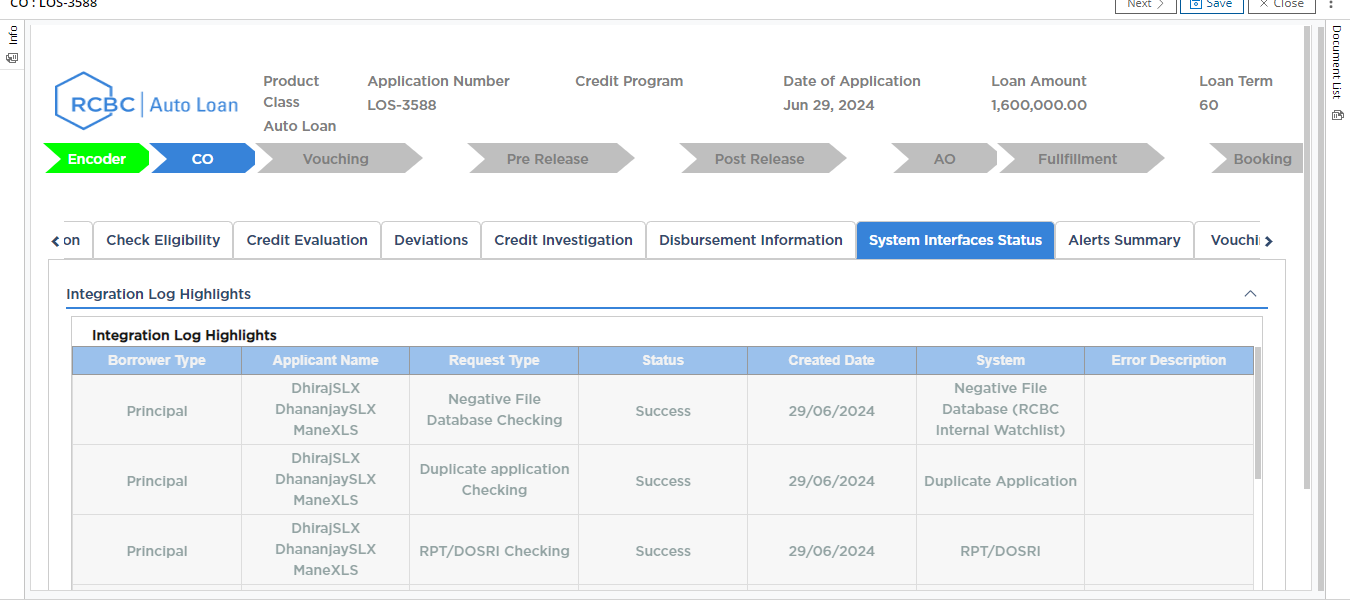 CO : LOS-3588
Next
Save
Close
Info
Document List
RCBC | Auto Loan
Product Class
Auto Loan
Application Number
LOS-3588
Credit Program
Date of Application
Jun 29, 2024
Loan Amount
1,600,000.00
Loan Term
60
Encoder
CO
Vouching
Pre Release
Post Release
AO
Fullfillment
Booking
on
Check Eligibility
Credit Evaluation
Deviations
Credit Investigation
Disbursement Information
System Interfaces Status
Alerts Summary
Vouchi
Integration Log Highlights
Integration Log Highlights
Borrower Type Applicant Name Request Type Status Created Date System Error Description
Principal
DhirajSLX
DhananjaySLX
ManeXLS
Negative File
Database Checking
Success
29/06/2024
Negative File
Database (RCBC
Internal Watchlist)
Principal
DhirajSLX
DhananjaySLX
ManeXLS
Duplicate application
Checking
Success
29/06/2024
Duplicate Application
Principal
DhirajSLX
DhananjaySLX
ManeXLS
RPT/DOSRI Checking
Success
29/06/2024
RPT/DOSRI